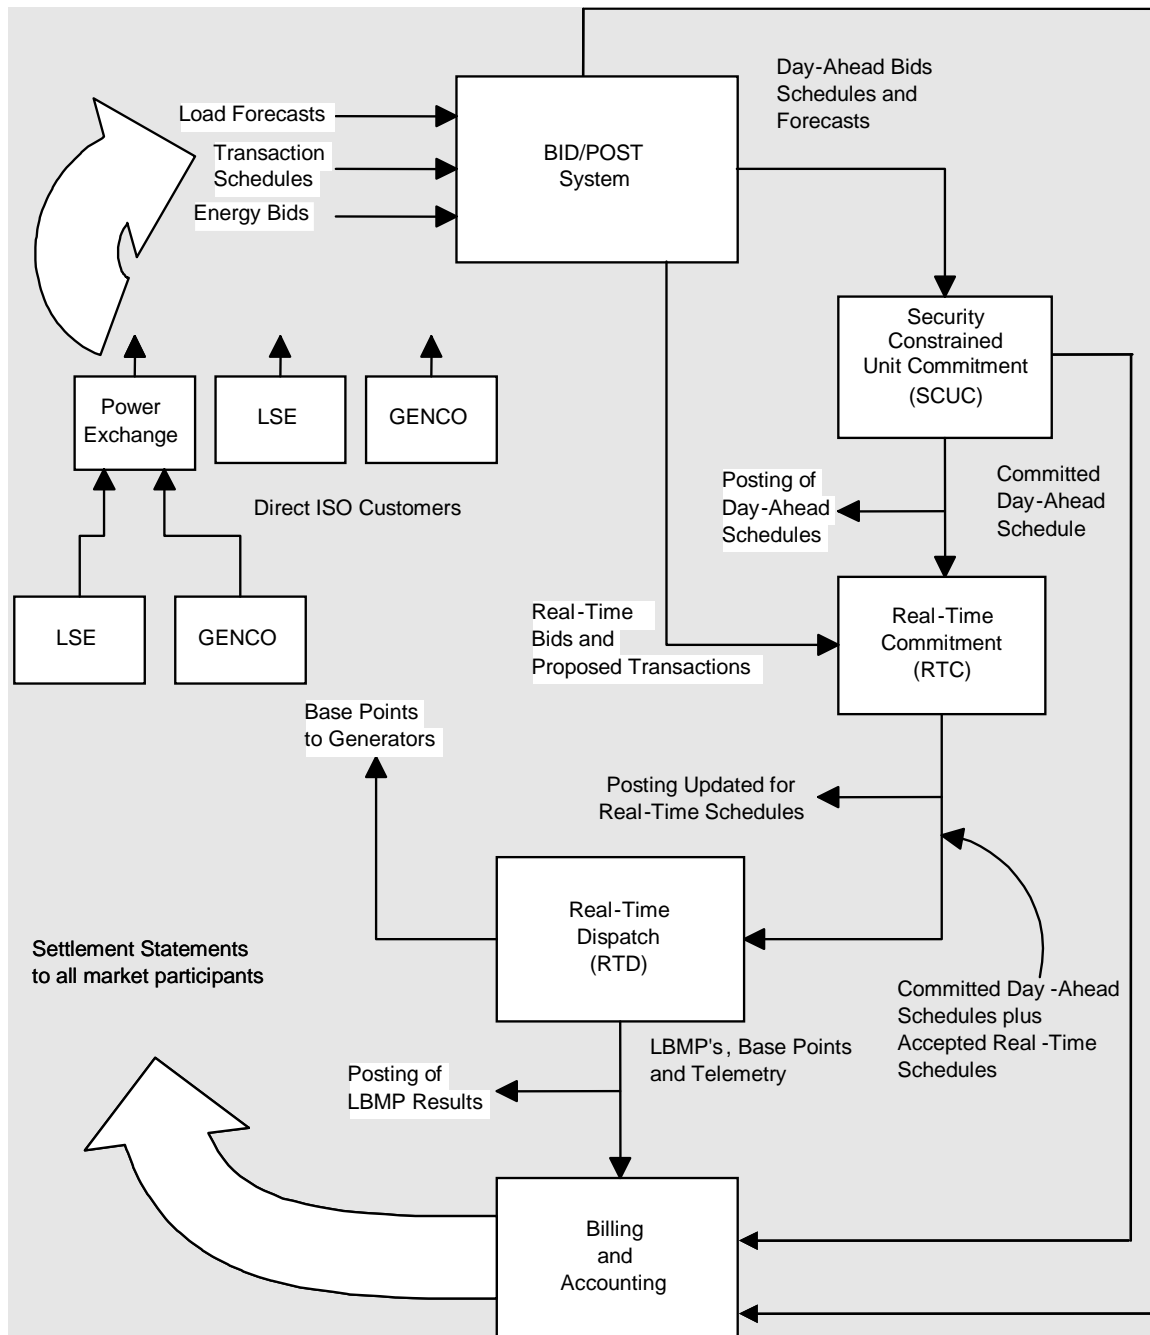 Day-Ahead Bids
Schedules and
Forecasts
Load Forecasts
Transaction
Schedules
Energy Bids
BID/POST
System
Security
Constrained
Unit Commitment
(SCUC)
Power
Exchange
LSE
GENCO
Direct ISO Customers
Posting of
Day-Ahead
Schedules
Committed
Day-Ahead
Schedule
LSE
GENCO
Real-Time
Bids and
Proposed Transactions
Real-Time
Commitment
(RTC)
Base Points
to Generators
Posting Updated for
Real-Time Schedules
Real-Time
Dispatch
(RTD)
Settlement Statements
to all market participants
Committed Day -Ahead
Schedules plus
Accepted Real -Time
Schedules
LBMP's, Base Points
and Telemetry
Posting of
LBMP Results
Billing
and
Accounting